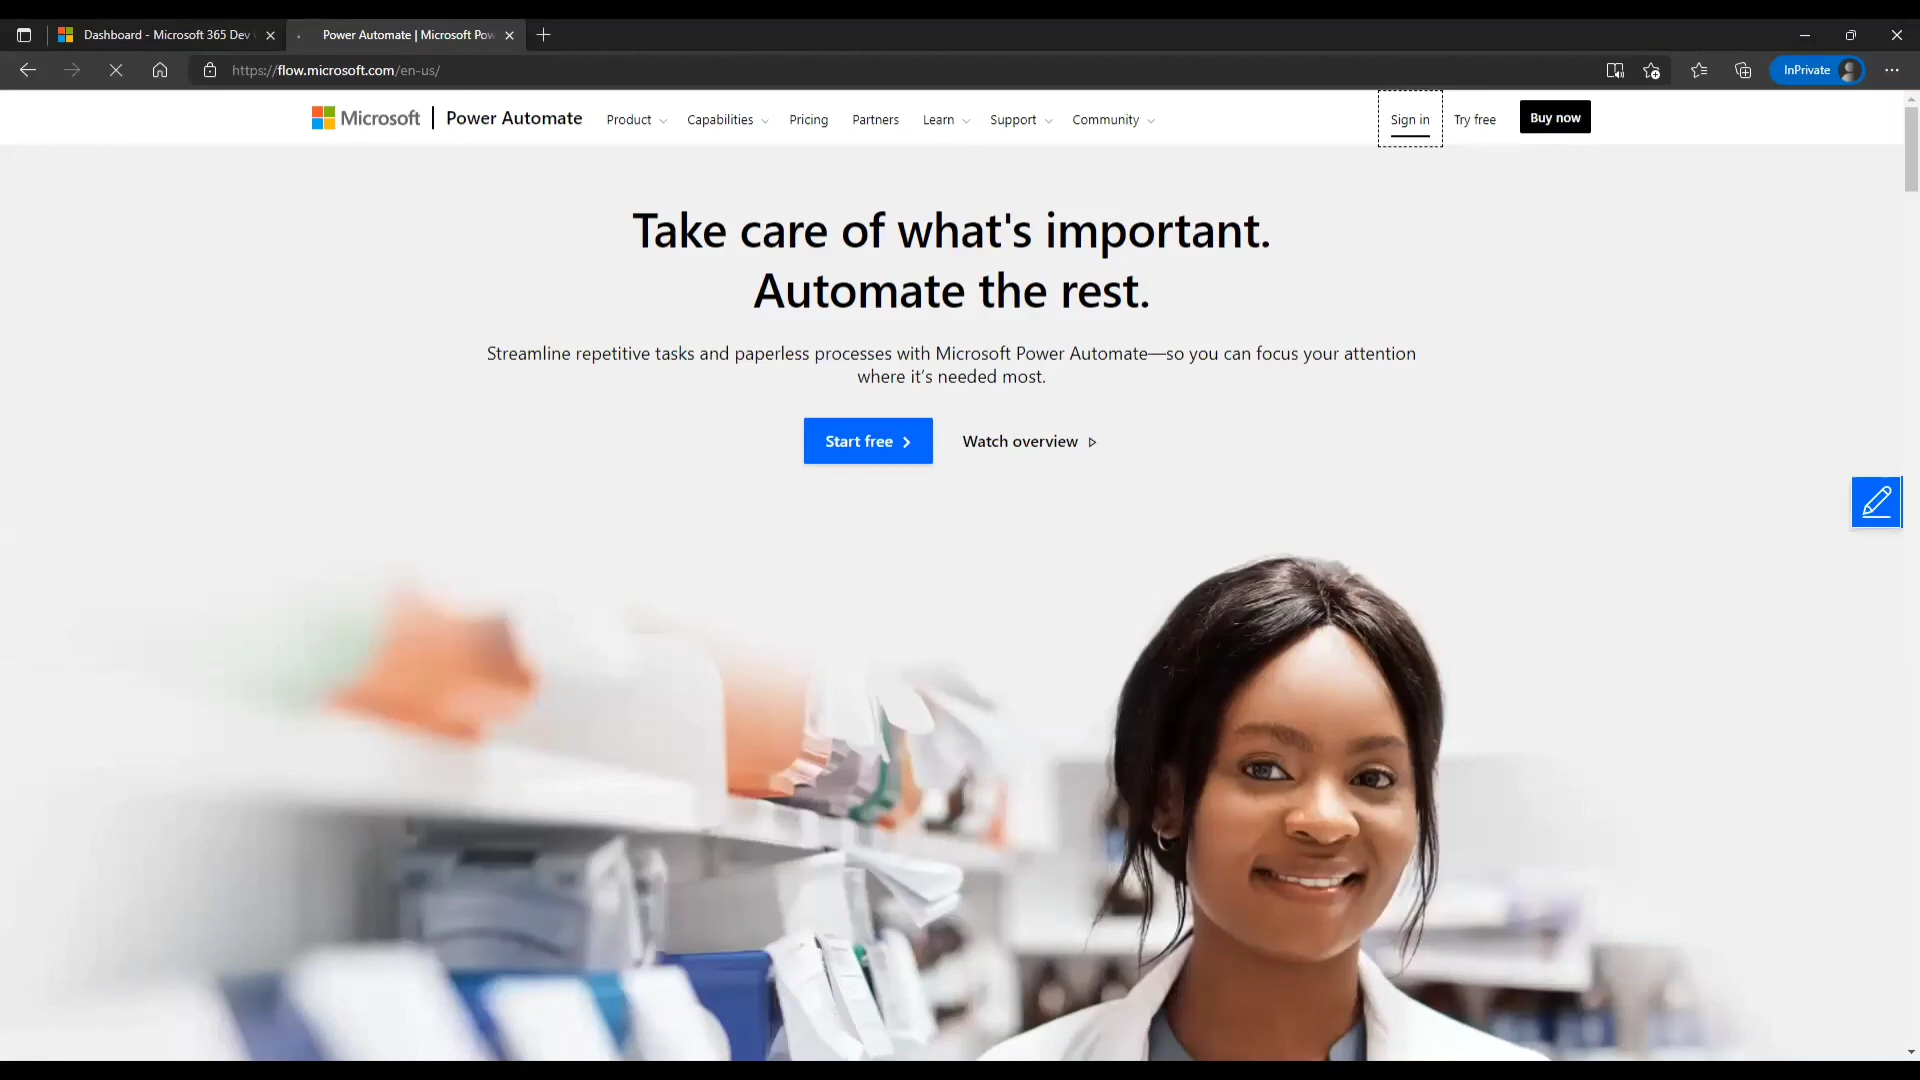 Dashboard - Microsoft 365 Dev
Power Automate | Microsoft Pow
https://flow.microsoft.com/en-us/
InPrivate
Microsoft
Power Automate
Product
Capabilities
Pricing
Partners
Learn
Support
Community
Sign in
Try free
Buy now
Take care of what's important.
Automate the rest.
Streamline repetitive tasks and paperless processes with Microsoft Power Automate—so you can focus your attention
where it’s needed most.
Start free
Watch overview